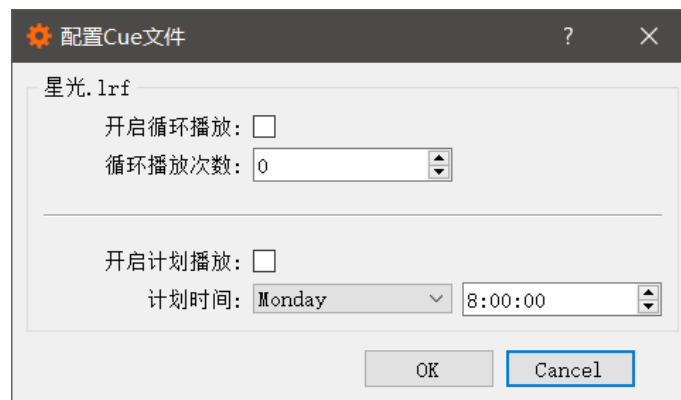 配置Cue文件 ?
星光.lrf
开启循环播放:
循环播放次数: 0
开启计划播放:
计划时间: Monday 8:00:00
OK Cancel